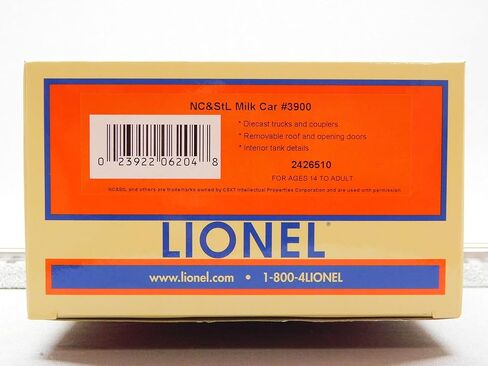 NC&StL Milk Car #3900
* Diecast trucks and couplers
* Removable roof and opening doors
* Interior tank details
0 23922 06204 8
2426510
FOR AGES 14 TO ADULT
NC&StL and others are trademarks owned by CSXT Intellectual Properties Corporation and are used with permission
LIONEL®
www.lionel.com • 1-800-4LIONEL